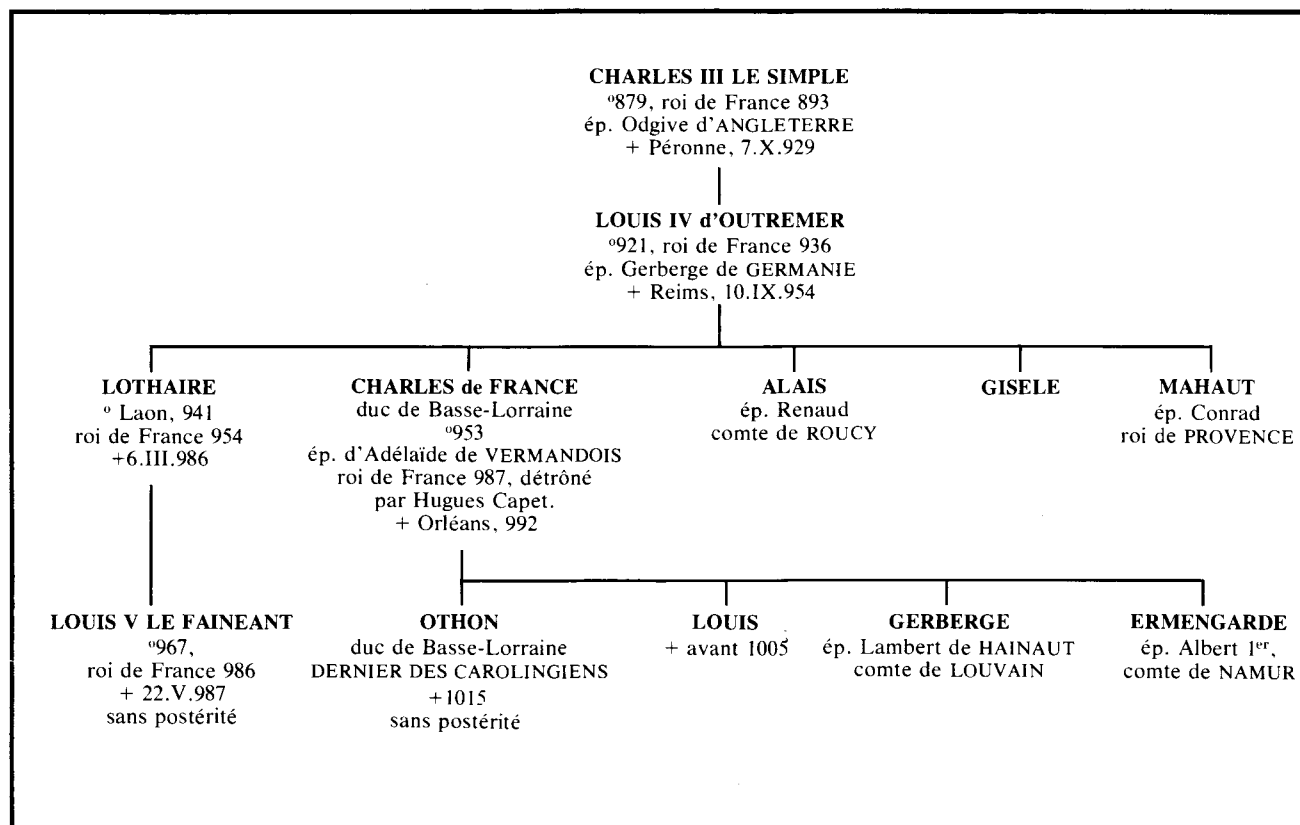 CHARLES III LE SIMPLE
°879, roi de France 893
ép. Odgive d'ANGLETERRE
+ Péronne, 7.X.929
LOUIS IV d'OUTREMER
°921, roi de France 936
ép. Gerberge de GERMANIE
+ Reims, 10.IX.954
LOTHAIRE
° Laon, 941
roi de France 954
+6.III.986
CHARLES de FRANCE
duc de Basse-Lorraine
°953
ép. d'Adélaïde de VERMANDOIS
roi de France 987, détrôné
par Hugues Capet.
+ Orléans, 992
ALAIS
ép. Renaud
comte de ROUCY
GISELE
MAHAUT
ép. Conrad
roi de PROVENCE
LOUIS V LE FAINEANT
°967,
roi de France 986
+ 22.V.987
sans postérité
OTHON
duc de Basse-Lorraine
DERNIER DES CAROLINGIENS
+1015
sans postérité
LOUIS
+ avant 1005
GERBERGE
ép. Lambert de HAINAUT
comte de LOUVAIN
ERMENGARDE
ép. Albert 1er,
comte de NAMUR